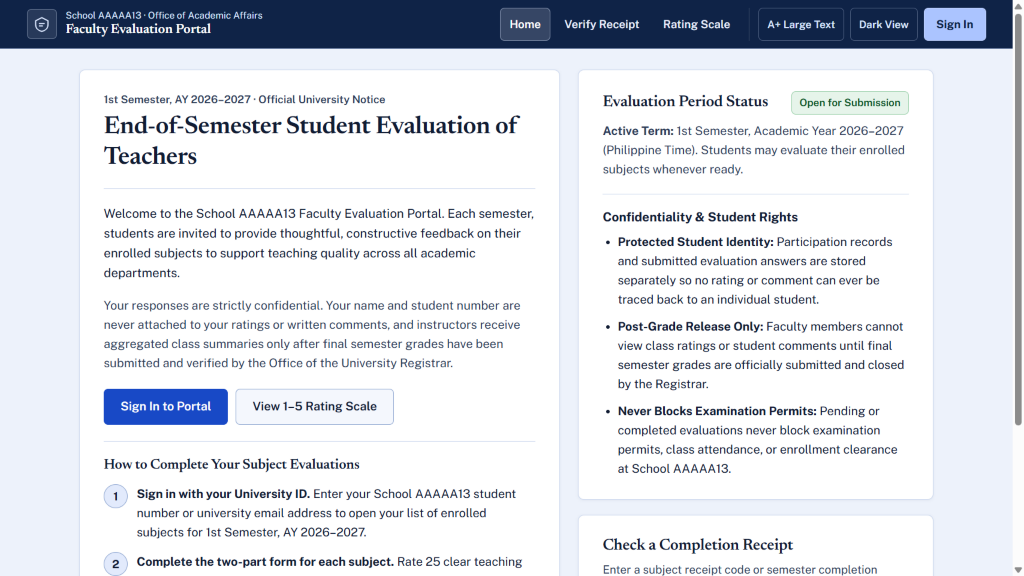 School AAAAA13 · Office of Academic Affairs
Faculty Evaluation Portal
Home
Verify Receipt
Rating Scale
A+ Large Text
Dark View
Sign In
1st Semester, AY 2026–2027 · Official University Notice
End-of-Semester Student Evaluation of
Teachers
Welcome to the School AAAAA13 Faculty Evaluation Portal. Each semester,
students are invited to provide thoughtful, constructive feedback on their
enrolled subjects to support teaching quality across all academic
departments.
Your responses are strictly confidential. Your name and student number are
never attached to your ratings or written comments, and instructors receive
aggregated class summaries only after final semester grades have been
submitted and verified by the Office of the University Registrar.
Sign In to Portal
View 1–5 Rating Scale
How to Complete Your Subject Evaluations
1
Sign in with your University ID. Enter your School AAAAA13 student
number or university email address to open your list of enrolled
subjects for 1st Semester, AY 2026–2027.
2
Complete the two-part form for each subject. Rate 25 clear teaching
Evaluation Period Status
Open for Submission
Active Term: 1st Semester, Academic Year 2026–2027
(Philippine Time). Students may evaluate their enrolled
subjects whenever ready.
Confidentiality & Student Rights
• Protected Student Identity: Participation records
and submitted evaluation answers are stored
separately so no rating or comment can ever be
traced back to an individual student.
• Post-Grade Release Only: Faculty members cannot
view class ratings or student comments until final
semester grades are officially submitted and closed
by the Registrar.
• Never Blocks Examination Permits: Pending or
completed evaluations never block examination
permits, class attendance, or enrollment clearance
at School AAAAA13.
Check a Completion Receipt
Enter a subject receipt code or semester completion